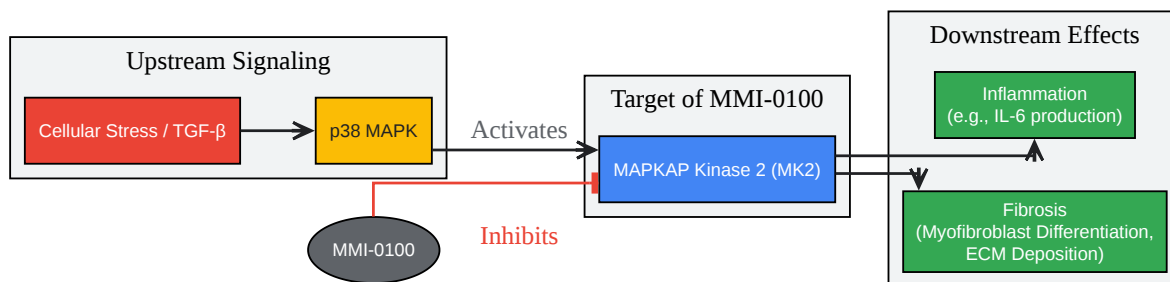 Upstream Signaling
Cellular Stress / TGF-β
p38 MAPK
Activates
Target of MMI-0100
MAPKAP Kinase 2 (MK2)
MMI-0100
Inhibits
Downstream Effects
Inflammation
(e.g., IL-6 production)
Fibrosis
(Myofibroblast Differentiation,
ECM Deposition)